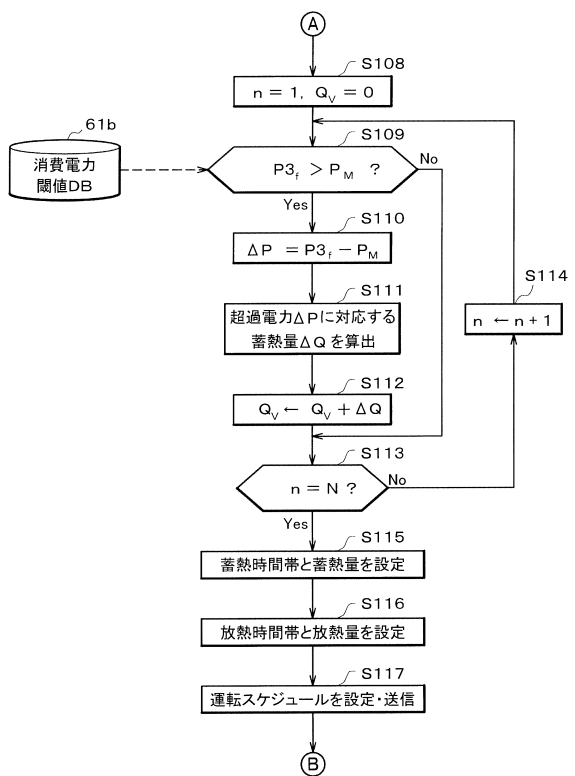 A
S108
n = 1, Q_V = 0
61b
消費電力
閾値DB
S109
P3_f > P_M ?
No
Yes
S110
ΔP = P3_f − P_M
S111
超過電力ΔPに対応する
蓄熱量ΔQを算出
S114
n ← n + 1
S112
Q_V ← Q_V + ΔQ
S113
n = N ?
No
Yes
S115
蓄熱時間帯と蓄熱量を設定
S116
放熱時間帯と放熱量を設定
S117
運転スケジュールを設定・送信
B